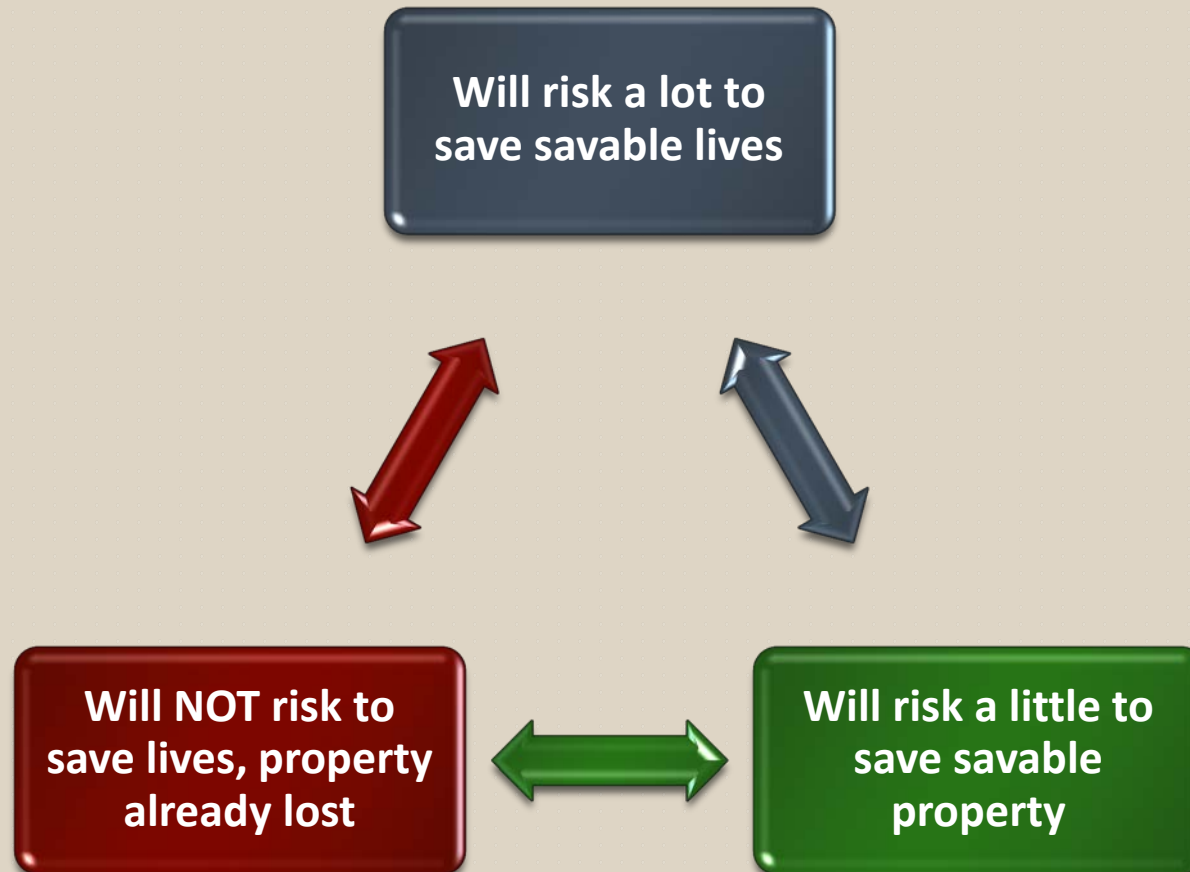 Will risk a lot to
save savable lives
Will NOT risk to
save lives, property
already lost
Will risk a little to
save savable
property